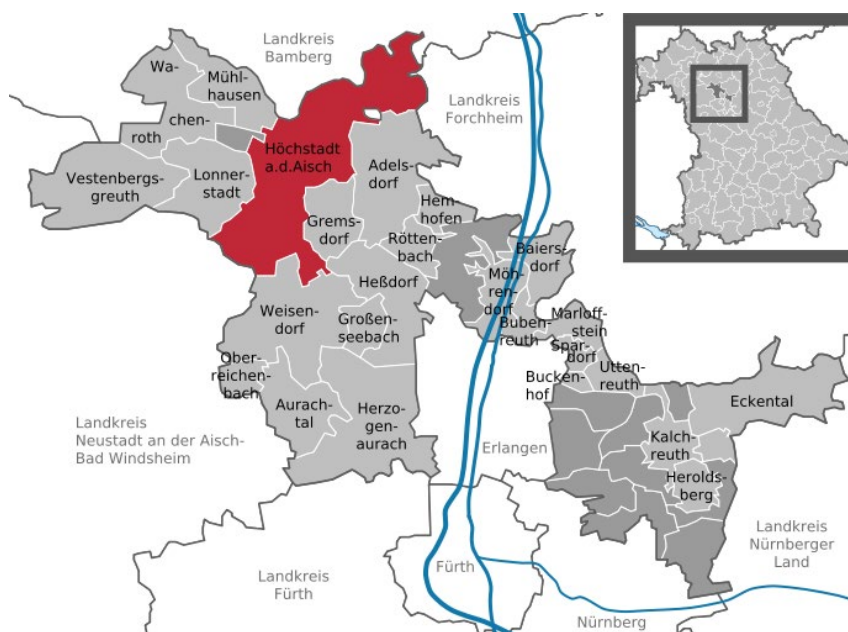 Landkreis
Bamberg
Wa-
Mühl-
hausen
chen-
roth
Landkreis
Forchheim
Höchstadt
a.d.Aisch
Adels-
dorf
Vestenbergs-
greuth
Lonner-
stadt
Hem-
hofen
Grems-
dorf
Rötten-
bach
Baiers-
dorf
Heßdorf
Möh-
ren-
dorf
Weisen-
dorf
Großen-
seebach
Buben-
reuth
Marloff-
stein
Spar-
dorf
Ober-
reichen-
bach
Buckenhof
Utten-
reuth
Aurach-
tal
Herzo-
gen-
aurach
Eckental
Landkreis
Neustadt an der Aisch-
Bad Windsheim
Erlangen
Kalch-
reuth
Herolds-
berg
Landkreis
Nürnberger
Land
Landkreis
Fürth
Fürth
Nürnberg